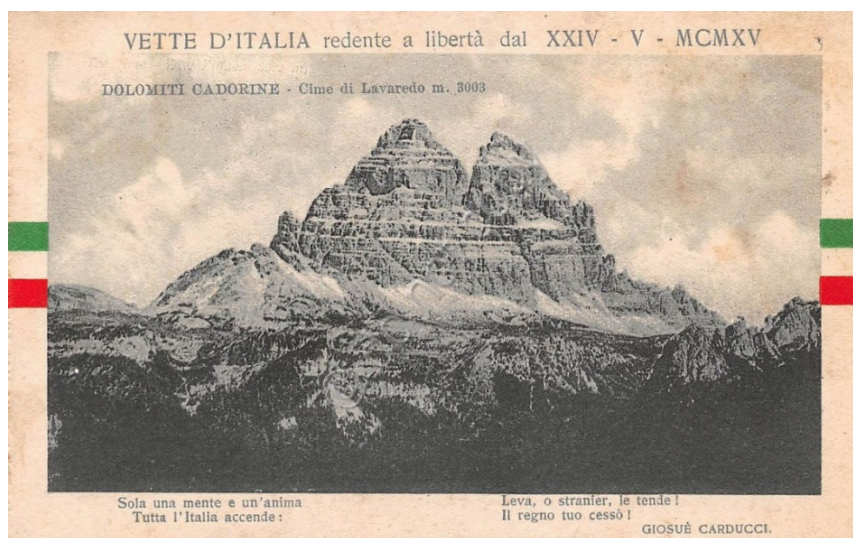 VETTE D'ITALIA redente a libertà dal XXIV - V - MCMXV
DOLOMITI CADORINE - Cime di Lavaredo m. 3003
Sola una mente e un'anima
Tutta l'Italia accende:
Leva, o stranier, le tende!
Il regno tuo cessò!
GIOSUÈ CARDUCCI.